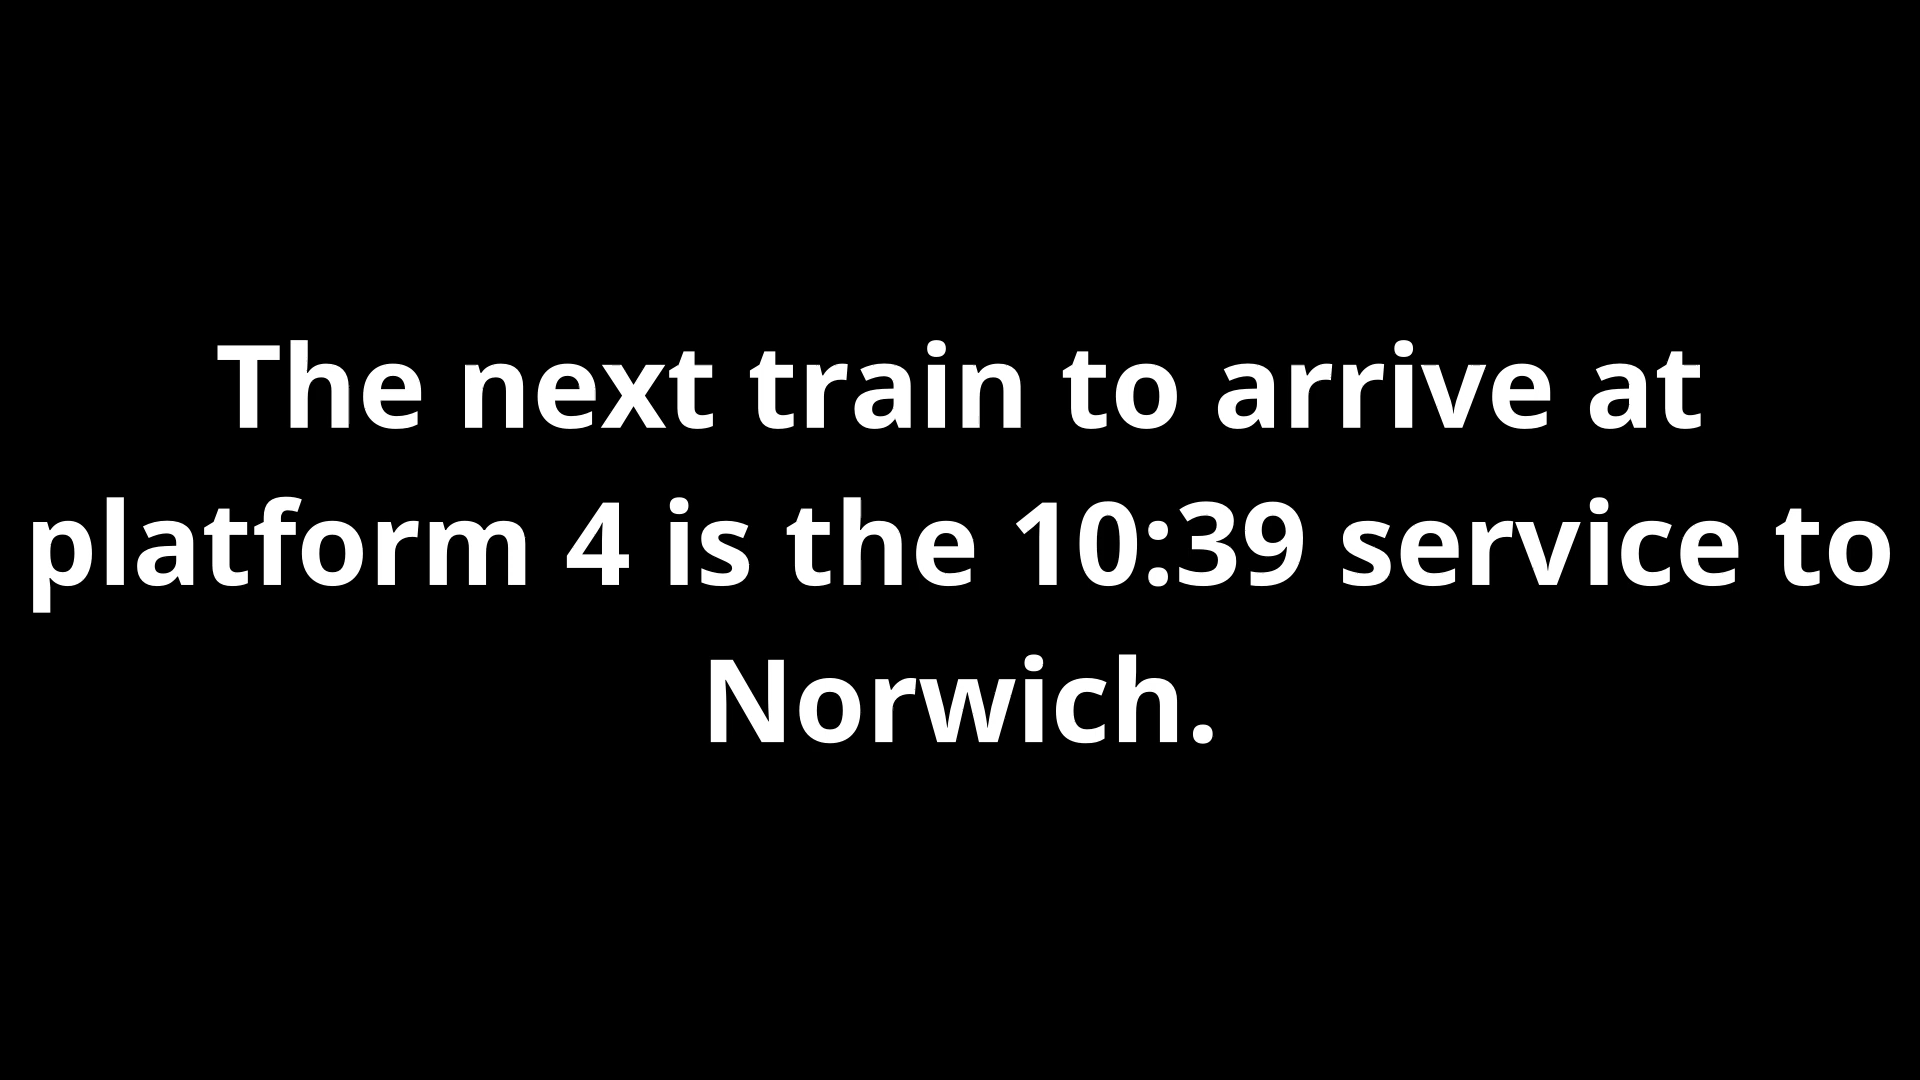 The next train to arrive at
platform 4 is the 10:39 service to
Norwich.